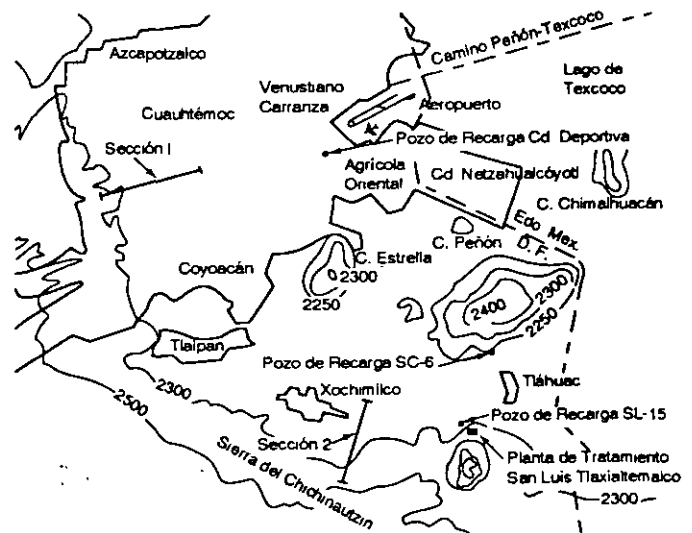 Camino Peñón-Texcoco
Azcapotzalco
Lago de
Texcoco
Venustiano
Carranza
Aeropuerto
Cuauhtémoc
Sección I
Pozo de Recarga Cd Deportiva
Agrícola
Oriental
Cd Netzahualcóyotl
C. Chimalhuacán
Edo Mex.
D. F.
C. Peñón
C. Estrella
2300
2250
Coyoacán
2300
2400
2250
Tlalpan
Pozo de Recarga SC-6
Tláhuac
2300
2500
Xochimilco
Pozo de Recarga SL-15
Sección 2
Planta de Tratamiento
San Luis Tlaxialtemalco
Sierra del Chichinautzin
2300